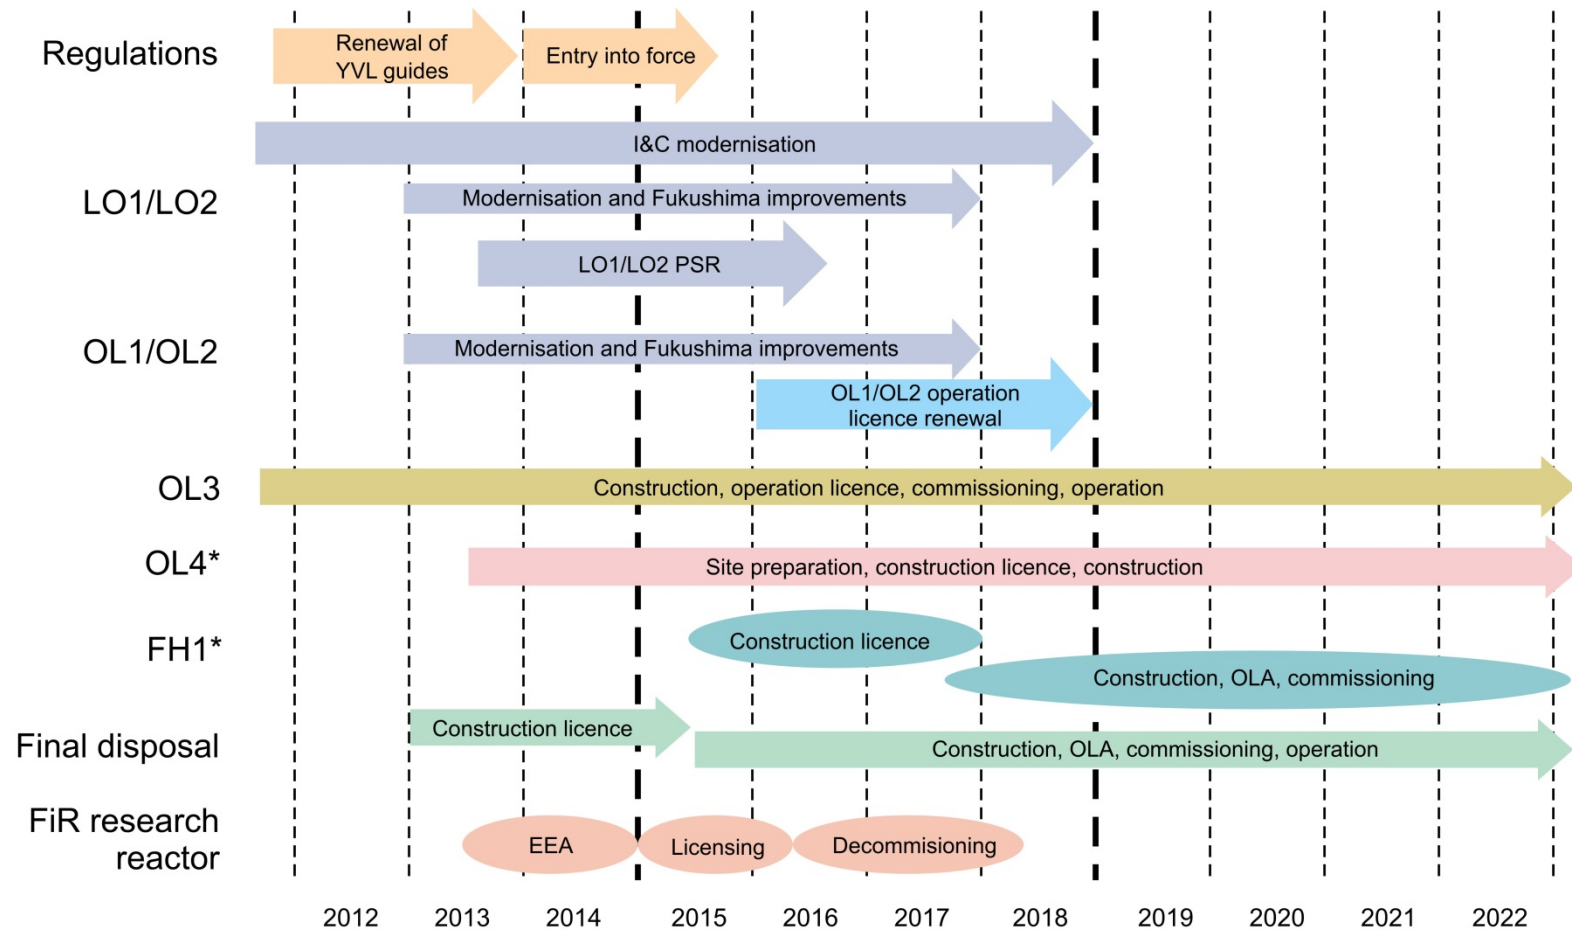 Regulations
Renewal of
YVL guides
Entry into force
I&C modernisation
LO1/LO2
Modernisation and Fukushima improvements
LO1/LO2 PSR
OL1/OL2
Modernisation and Fukushima improvements
OL1/OL2 operation
licence renewal
OL3
Construction, operation licence, commissioning, operation
OL4*
Site preparation, construction licence, construction
FH1*
Construction licence
Construction, OLA, commissioning
Final disposal
Construction licence
Construction, OLA, commissioning, operation
FiR research
reactor
EEA
Licensing
Decommisioning
2012 2013 2014 2015 2016 2017 2018 2019 2020 2021 2022